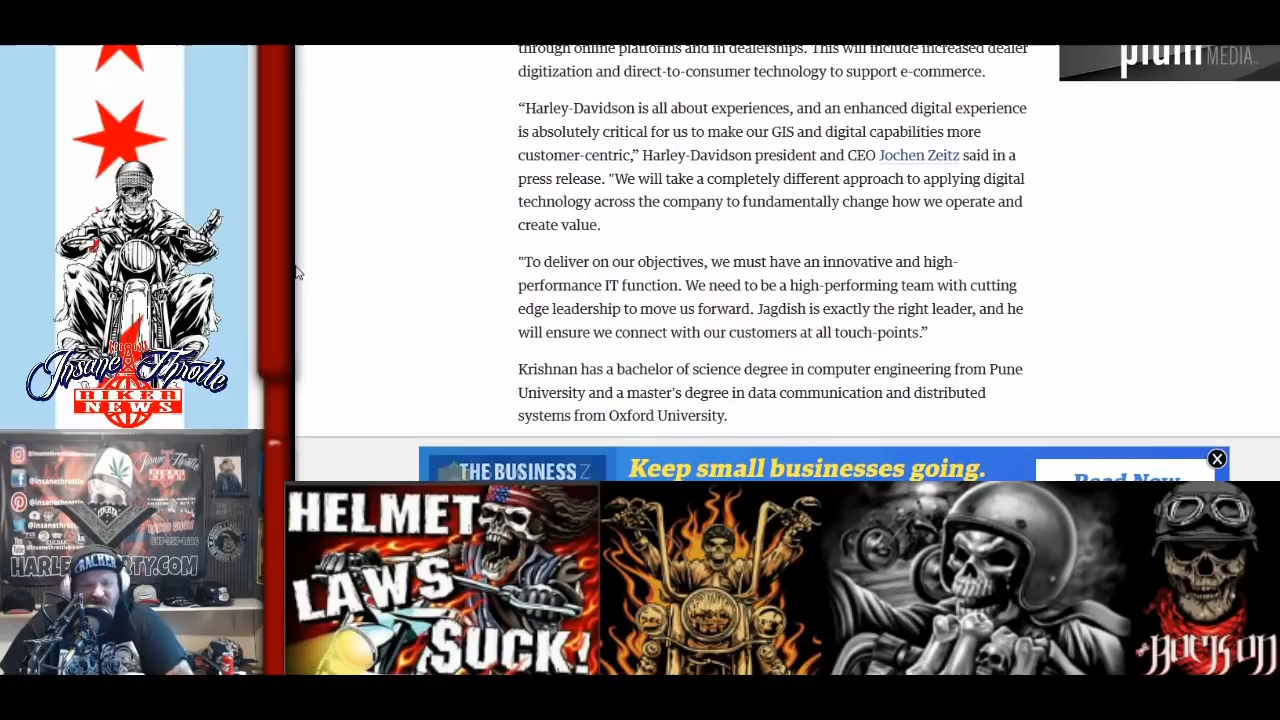 through online platforms and in dealerships. This will include increased dealer
digitization and direct-to-consumer technology to support e-commerce.
“Harley-Davidson is all about experiences, and an enhanced digital experience
is absolutely critical for us to make our GIS and digital capabilities more
customer-centric,” Harley-Davidson president and CEO Jochen Zeitz said in a
press release. "We will take a completely different approach to applying digital
technology across the company to fundamentally change how we operate and
create value.
"To deliver on our objectives, we must have an innovative and high-
performance IT function. We need to be a high-performing team with cutting
edge leadership to move us forward. Jagdish is exactly the right leader, and he
will ensure we connect with our customers at all touch-points.”
Krishnan has a bachelor of science degree in computer engineering from Pune
University and a master's degree in data communication and distributed
systems from Oxford University.
MEDIA
Insane Throttle
BIKER
NEWS
THE BUSINESS
Keep small businesses going.
Read Now
X
HELMET
LAWS
SUCK!
ROCK ON
@insanethrottle
RADIO SHOW
CRACKER